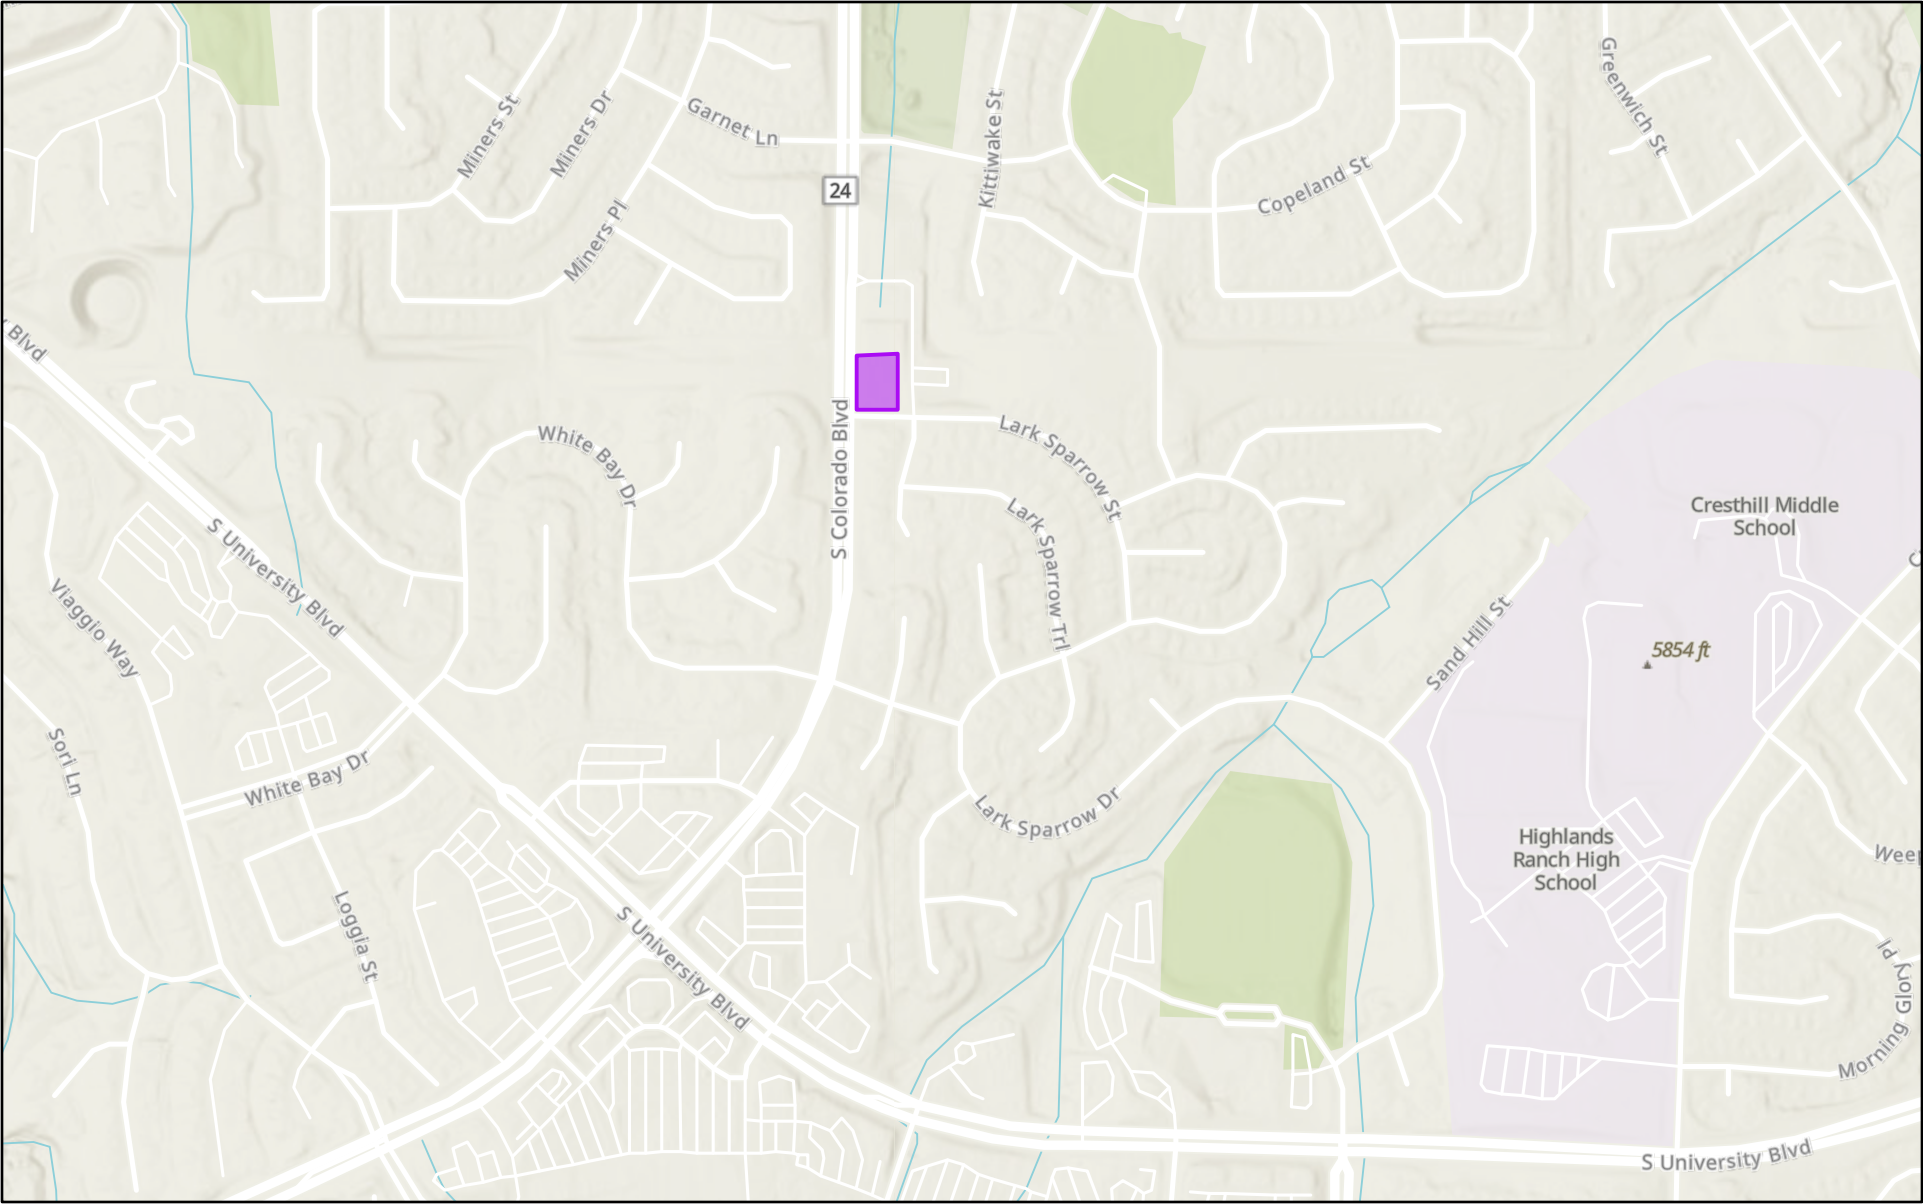 Miners St
Miners Dr
Garnet Ln
Kittiwake St
Greenwich St
Copeland St
24
Miners Pl
Blvd
S Colorado Blvd
White Bay Dr
Lark Sparrow St
Lark Sparrow Trl
Cresthill Middle
School
S University Blvd
Viaggio Way
Sand Hill St
5854 ft
Sori Ln
White Bay Dr
Lark Sparrow Dr
Highlands
Ranch High
School
Weep
Loggia St
S University Blvd
Morning Glory Pl
S University Blvd